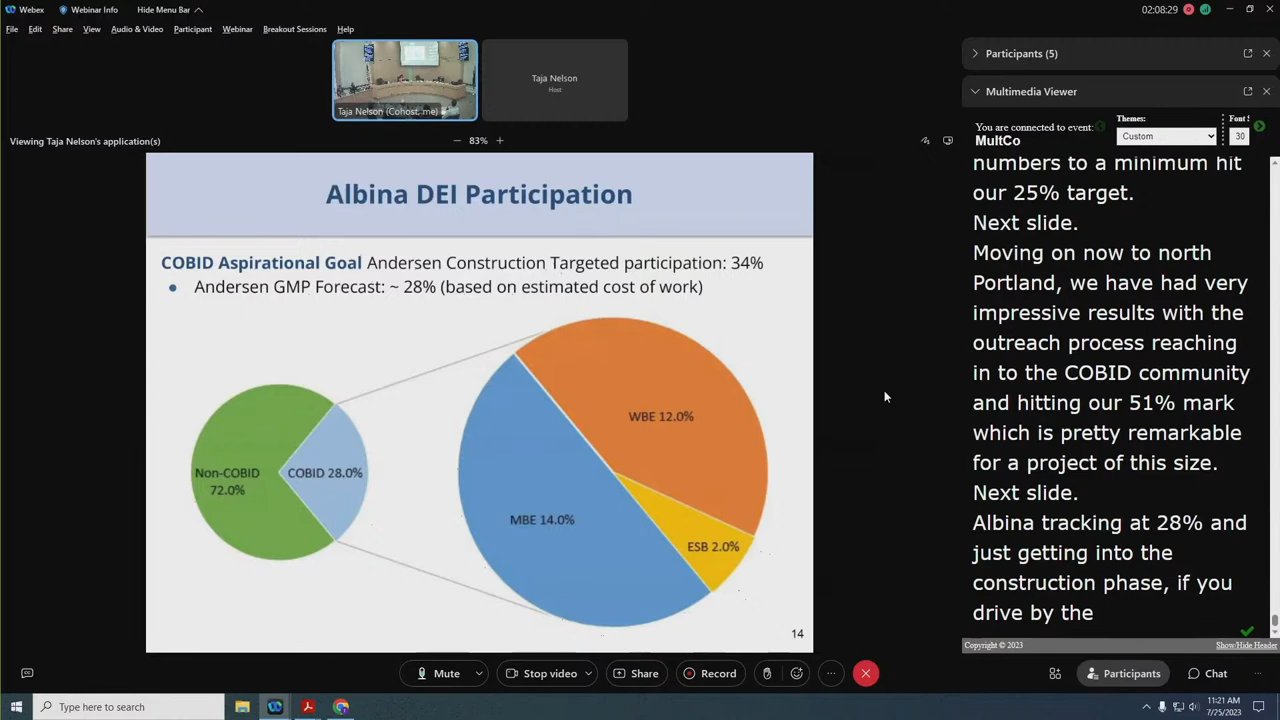 Webex
Webinar Info
Hide Menu Bar
02:08:29
File
Edit
Share
View
Audio & Video
Participant
Webinar
Breakout Sessions
Help
Taja Nelson (Cohost, me)
Taja Nelson
Host
Viewing Taja Nelson's application(s)
83%
Albina DEI Participation
COBID Aspirational Goal Andersen Construction Targeted participation: 34%
Andersen GMP Forecast: ~ 28% (based on estimated cost of work)
Non-COBID
72.0%
COBID 28.0%
WBE 12.0%
MBE 14.0%
ESB 2.0%
14
Participants (5)
Multimedia Viewer
You are connected to event:
MultCo
Themes:
Custom
Font
30
numbers to a minimum hit
our 25% target.
Next slide.
Moving on now to north
Portland, we have had very
impressive results with the
outreach process reaching
in to the COBID community
and hitting our 51% mark
which is pretty remarkable
for a project of this size.
Next slide.
Albina tracking at 28% and
just getting into the
construction phase, if you
drive by the
Copyright © 2023
Show/Hide Header
Mute
Stop video
Share
Record
Participants
Chat
Type here to search
11:21 AM
7/25/2023